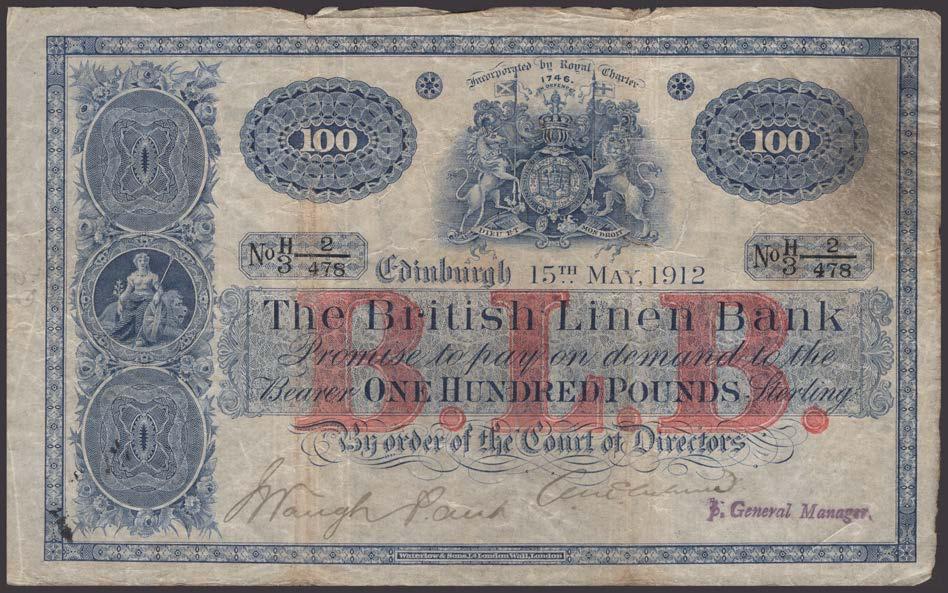 Incorporated by Royal Charter
1746.
100
100
DIEU ET MON DROIT
No H/3 2/478
No H/3 2/478
Edinburgh 15TH MAY, 1912
B.L.B.
The British Linen Bank
Promise to pay on demand to the
Bearer ONE HUNDRED POUNDS Sterling
By order of the Court of Directors
p. General Manager.
Waterlow & Sons, Ld London Wall, London